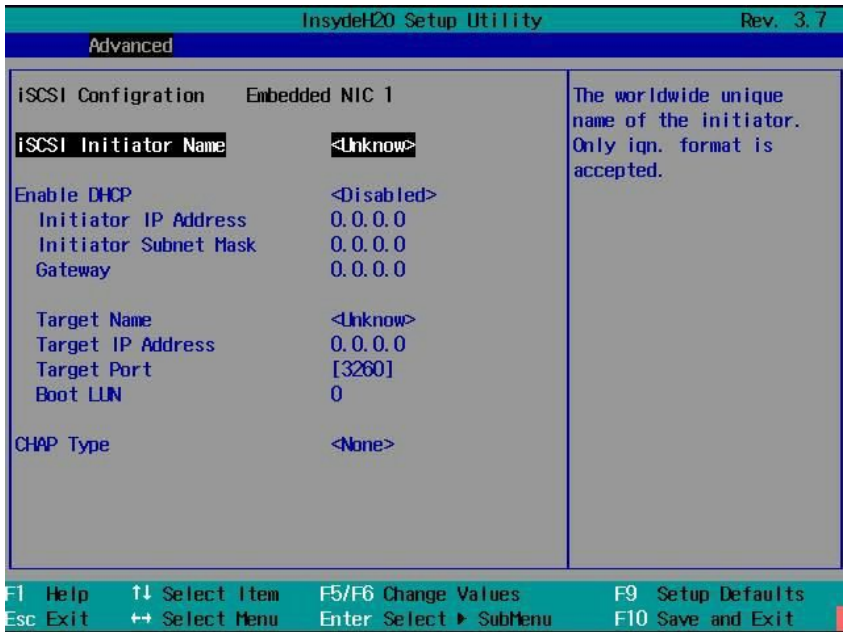 InsydeH20 Setup Utility Rev. 3.7
Advanced
iSCSI Configration Embedded NIC 1
iSCSI Initiator Name <Unknow>
Enable DHCP <Disabled>
Initiator IP Address 0.0.0.0
Initiator Subnet Mask 0.0.0.0
Gateway 0.0.0.0
Target Name <Unknow>
Target IP Address 0.0.0.0
Target Port [3260]
Boot LUN 0
CHAP Type <None>
The worldwide unique
name of the initiator.
Only iqn. format is
accepted.
F1 Help ↑↓ Select Item F5/F6 Change Values F9 Setup Defaults
Esc Exit ↔ Select Menu Enter Select ▶ SubMenu F10 Save and Exit